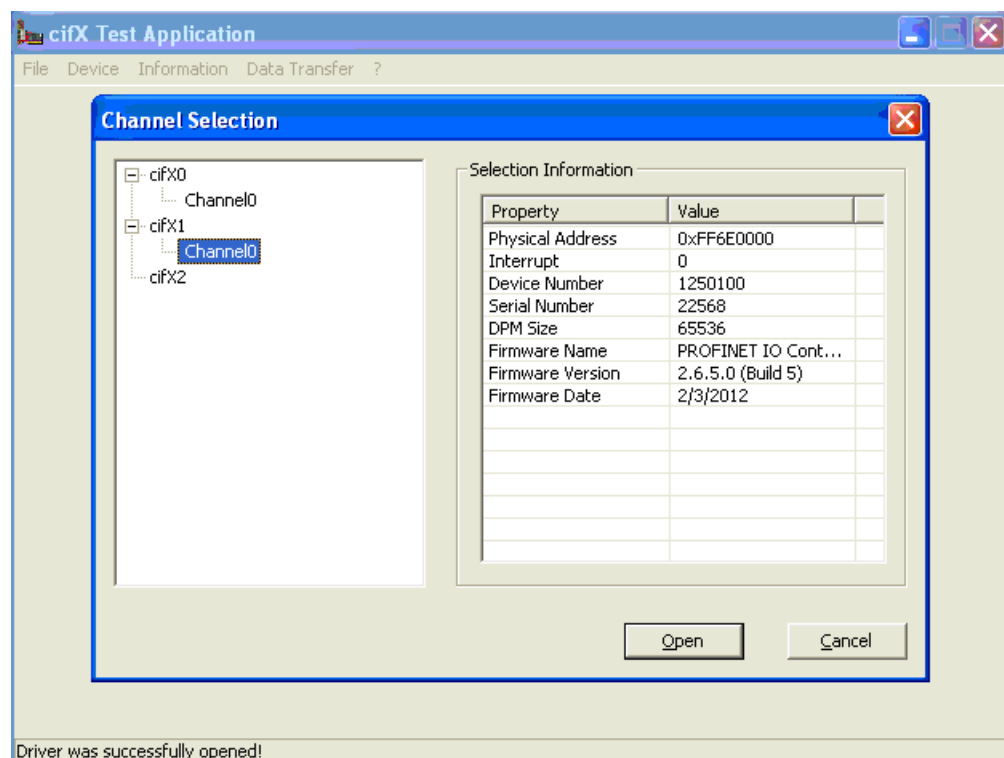 cifX Test Application
File Device Information Data Transfer ?
Channel Selection
cifX0
Channel0
cifX1
Channel0
cifX2
Selection Information
Property Value
Physical Address 0xFF6E0000
Interrupt 0
Device Number 1250100
Serial Number 22568
DPM Size 65536
Firmware Name PROFINET IO Cont...
Firmware Version 2.6.5.0 (Build 5)
Firmware Date 2/3/2012
Open Cancel
Driver was successfully opened!